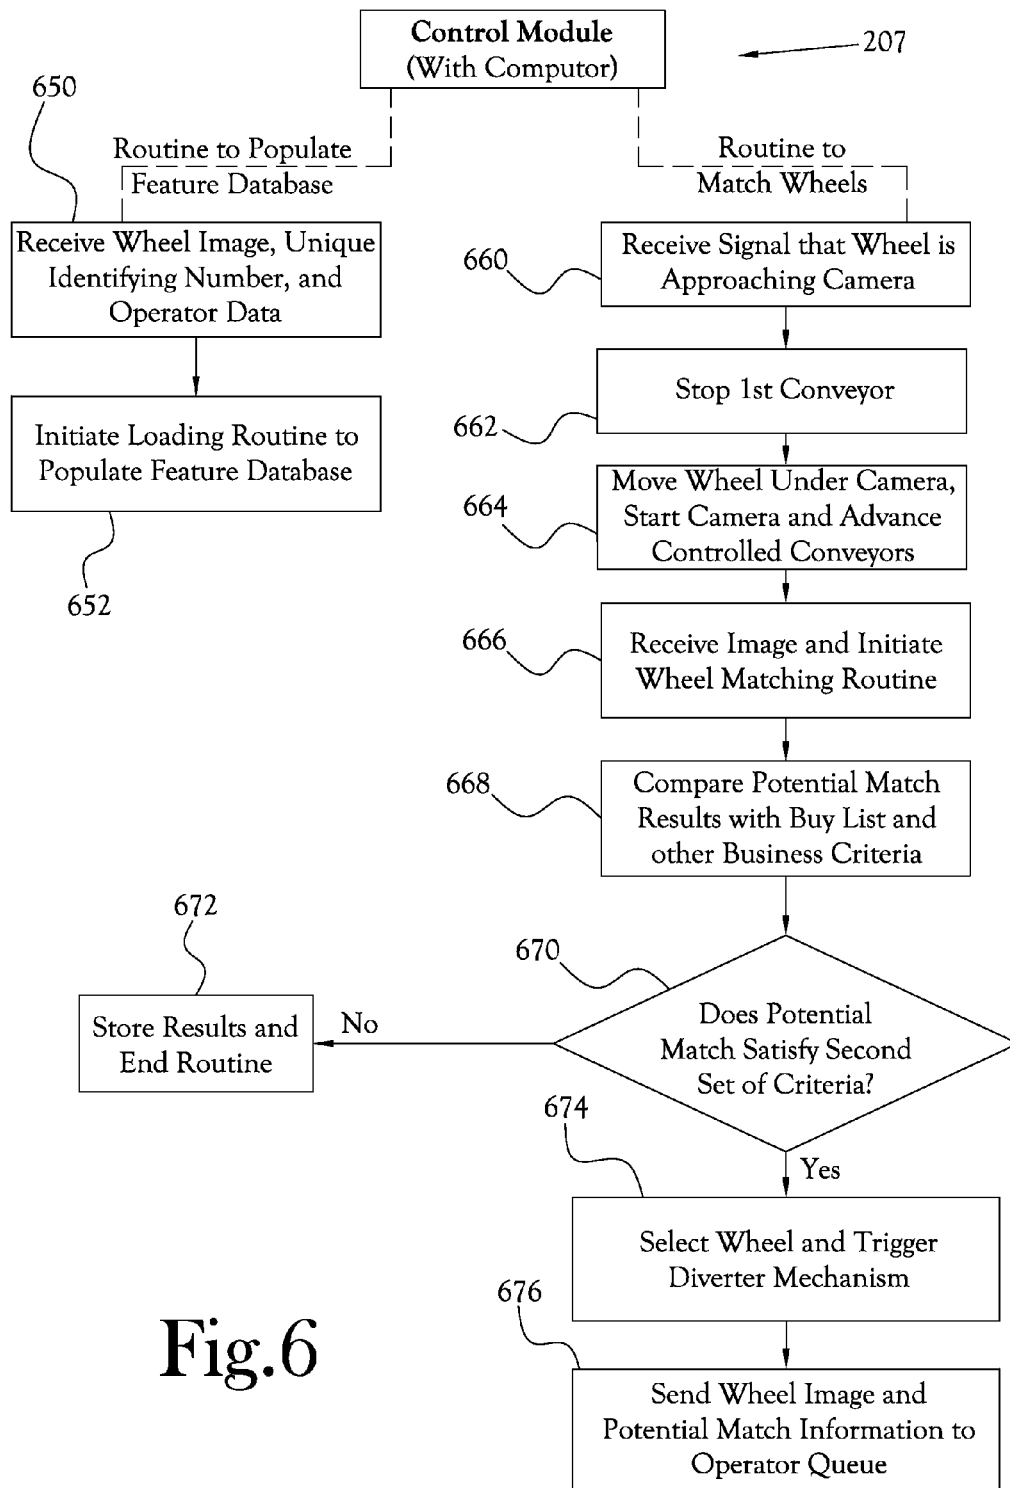 Control Module
(With Computor)
207
650
Routine to Populate
Feature Database
Routine to
Match Wheels
Receive Wheel Image, Unique
Identifying Number, and
Operator Data
660
Receive Signal that Wheel is
Approaching Camera
Initiate Loading Routine to
Populate Feature Database
652
662
Stop 1st Conveyor
664
Move Wheel Under Camera,
Start Camera and Advance
Controlled Conveyors
666
Receive Image and Initiate
Wheel Matching Routine
668
Compare Potential Match
Results with Buy List and
other Business Criteria
670
Does Potential
Match Satisfy Second
Set of Criteria?
No
672
Store Results and
End Routine
Yes
674
Select Wheel and Trigger
Diverter Mechanism
676
Send Wheel Image and
Potential Match Information to
Operator Queue
Fig.6